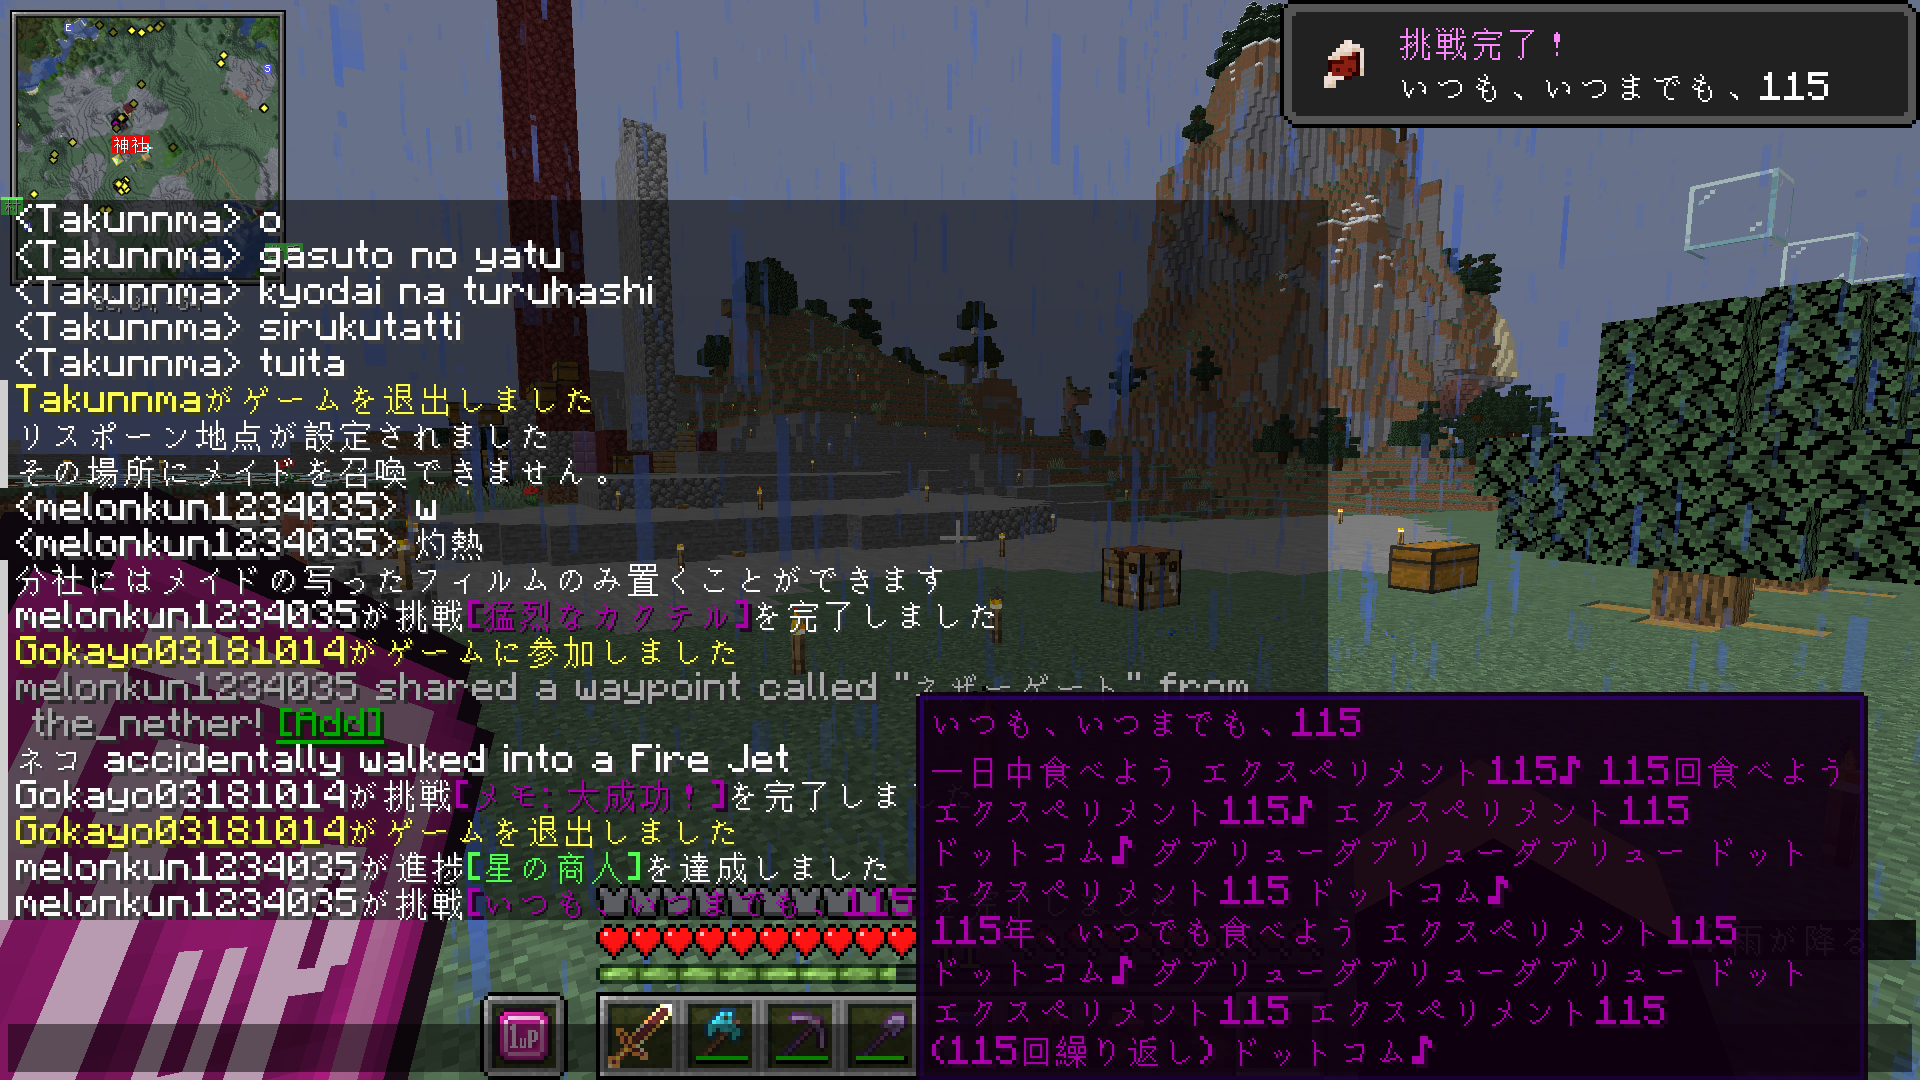 E
S
神社
挑戦完了！
いつも、いつまでも、115
<Takunnma> o
<Takunnma> gasuto no yatu
<Takunnma> kyodai na turuhashi
<Takunnma> sirukutatti
<Takunnma> tuita
Takunnmaがゲームを退出しました
リスポーン地点が設定されました
その場所にメイドを召喚できません。
<melonkun1234035> w
<melonkun1234035> 灼熱
分社にはメイドの写ったフィルムのみ置くことができます
melonkun1234035が挑戦[猛烈なカクテル]を完了しました
Gokayo03181014がゲームに参加しました
melonkun1234035 shared a waypoint called "ネザーゲート" from
the_nether! [Add]
ネコ accidentally walked into a Fire Jet
Gokayo03181014が挑戦[メモ: 大成功！]を完了しま
Gokayo03181014がゲームを退出しました
melonkun1234035が進捗[星の商人]を達成しました
melonkun1234035が挑戦[いつも、いつまでも、115
いつも、いつまでも、115
一日中食べよう エクスペリメント115♪ 115回食べよう
エクスペリメント115♪ エクスペリメント115
ドットコム♪ ダブリューダブリューダブリュー ドット
エクスペリメント115 ドットコム♪
115年、いつでも食べよう エクスペリメント115
ドットコム♪ ダブリューダブリューダブリュー ドット
エクスペリメント115 エクスペリメント115
(115回繰り返し) ドットコム♪
雨が降る
1uP